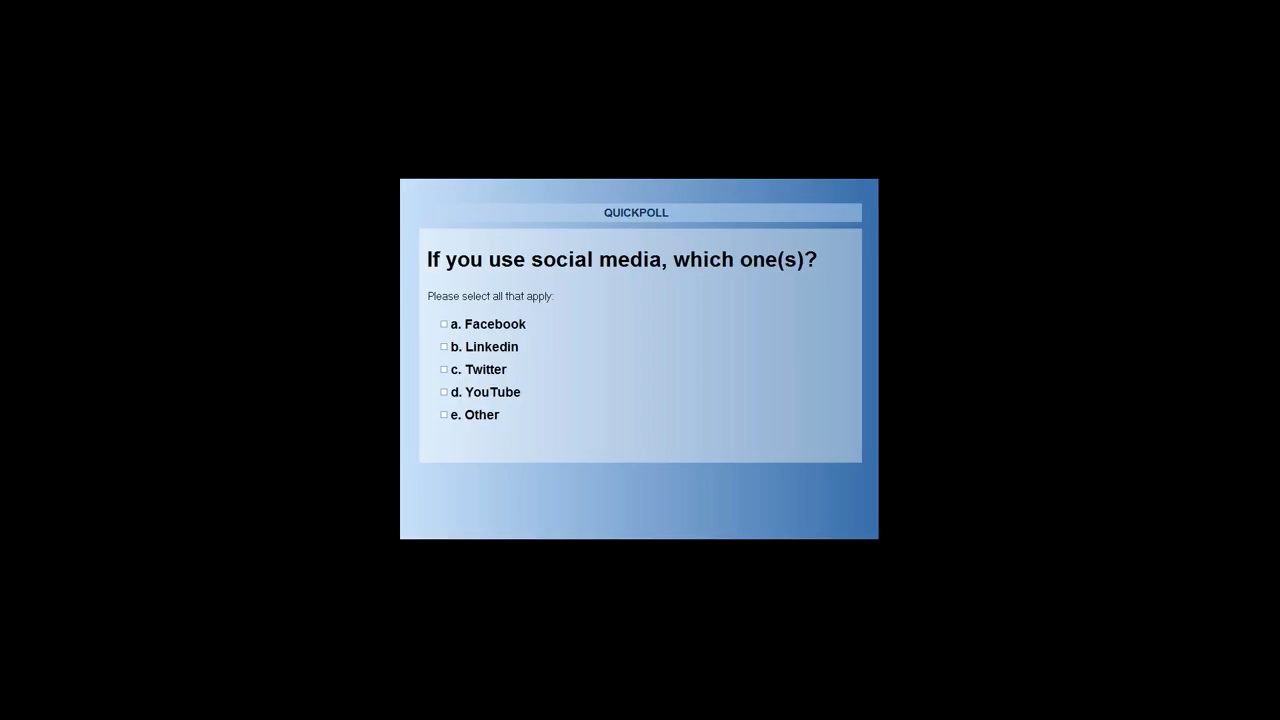 QUICKPOLL
If you use social media, which one(s)?
Please select all that apply:
a. Facebook
b. Linkedin
c. Twitter
d. YouTube
e. Other